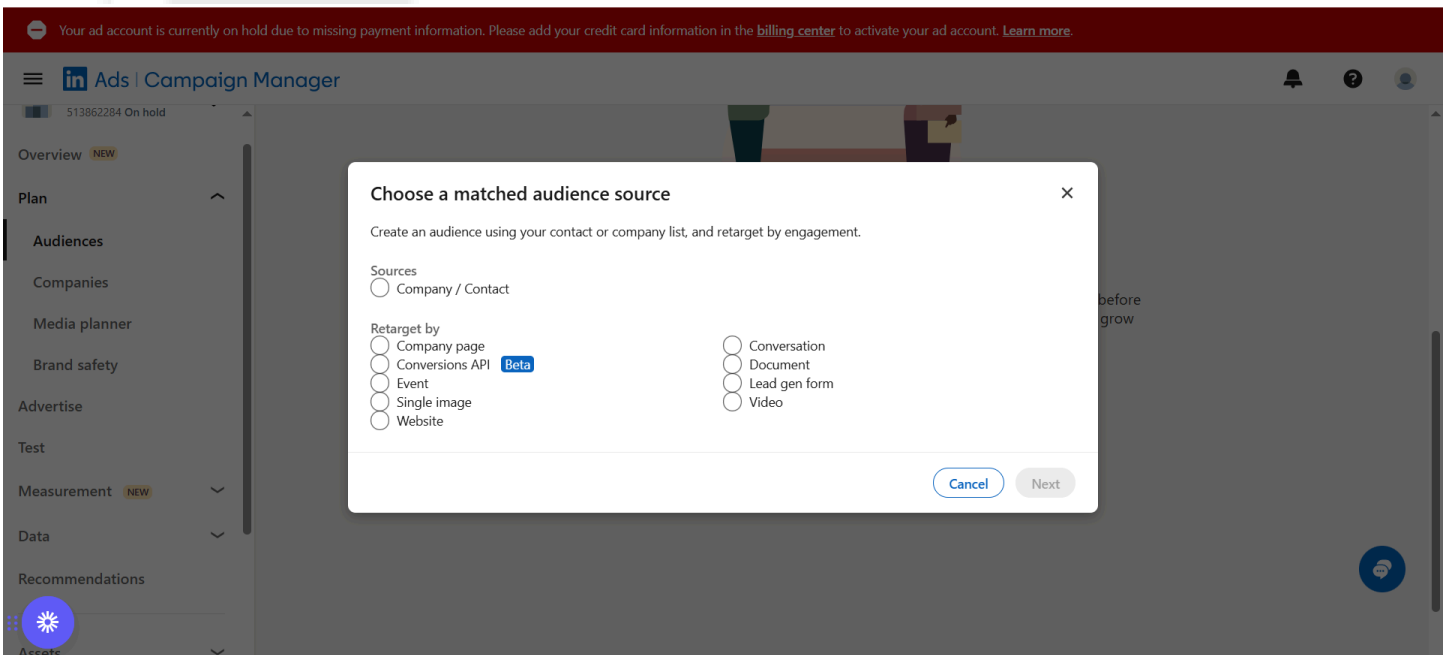 Your ad account is currently on hold due to missing payment information. Please add your credit card information in the billing center to activate your ad account. Learn more.
in Ads | Campaign Manager
513862284 On hold
Overview NEW
Plan
Audiences
Companies
Media planner
Brand safety
Advertise
Test
Measurement NEW
Data
Recommendations
Assets
Choose a matched audience source
Create an audience using your contact or company list, and retarget by engagement.
Sources
Company / Contact
Retarget by
Company page
Conversions API Beta
Event
Single image
Website
Conversation
Document
Lead gen form
Video
Cancel Next
before
grow